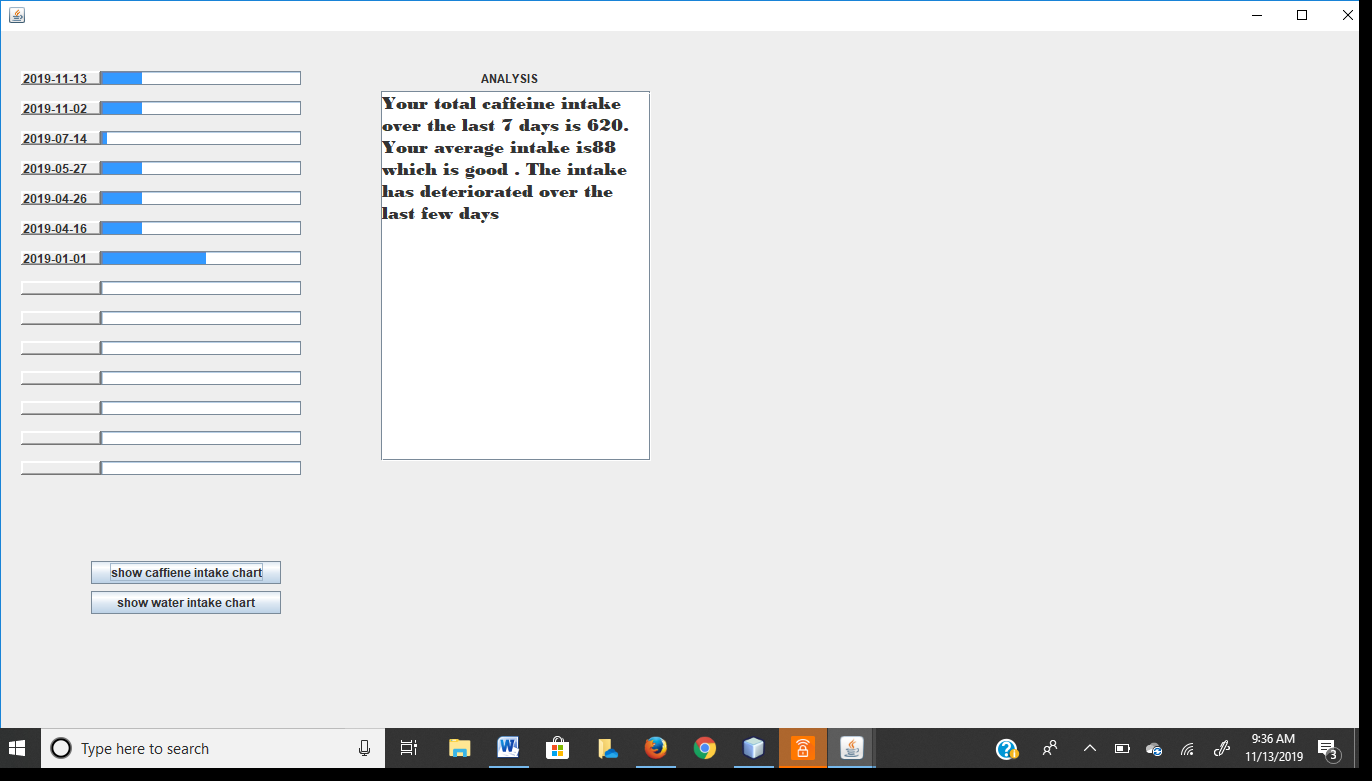 2019-11-13
2019-11-02
2019-07-14
2019-05-27
2019-04-26
2019-04-16
2019-01-01
ANALYSIS
Your total caffeine intake
over the last 7 days is 620.
Your average intake is88
which is good . The intake
has deteriorated over the
last few days
show caffiene intake chart
show water intake chart
Type here to search
9:36 AM
11/13/2019
3